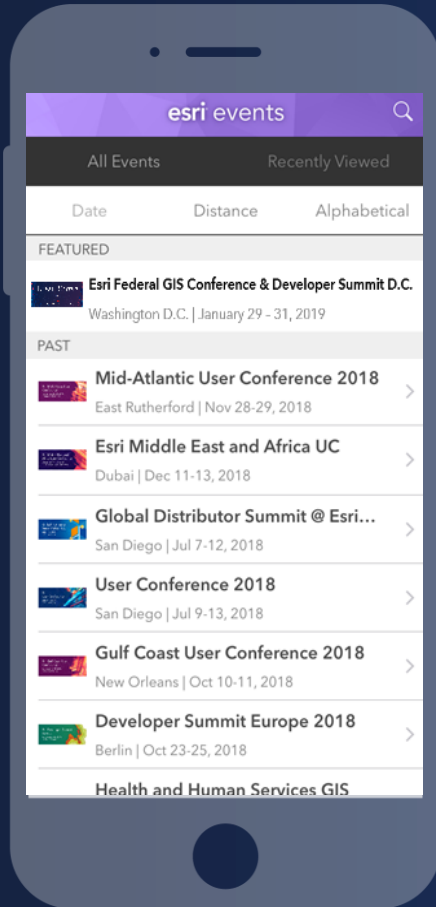 esri events
All Events
Recently Viewed
Date
Distance
Alphabetical
FEATURED
Esri Federal GIS Conference & Developer Summit D.C.
Washington D.C. | January 29 - 31, 2019
PAST
Mid-Atlantic User Conference 2018
East Rutherford | Nov 28-29, 2018
Esri Middle East and Africa UC
Dubai | Dec 11-13, 2018
Global Distributor Summit @ Esri...
San Diego | Jul 7-12, 2018
User Conference 2018
San Diego | Jul 9-13, 2018
Gulf Coast User Conference 2018
New Orleans | Oct 10-11, 2018
Developer Summit Europe 2018
Berlin | Oct 23-25, 2018
Health and Human Services GIS